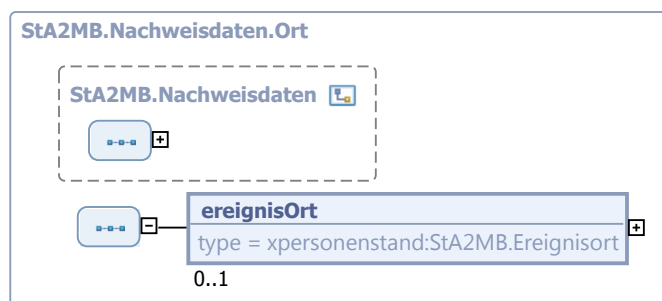 StA2MB.Nachweisdaten.Ort
StA2MB.Nachweisdaten
ereignisOrt
type = xpersonenstand:StA2MB.Ereignisort
0..1